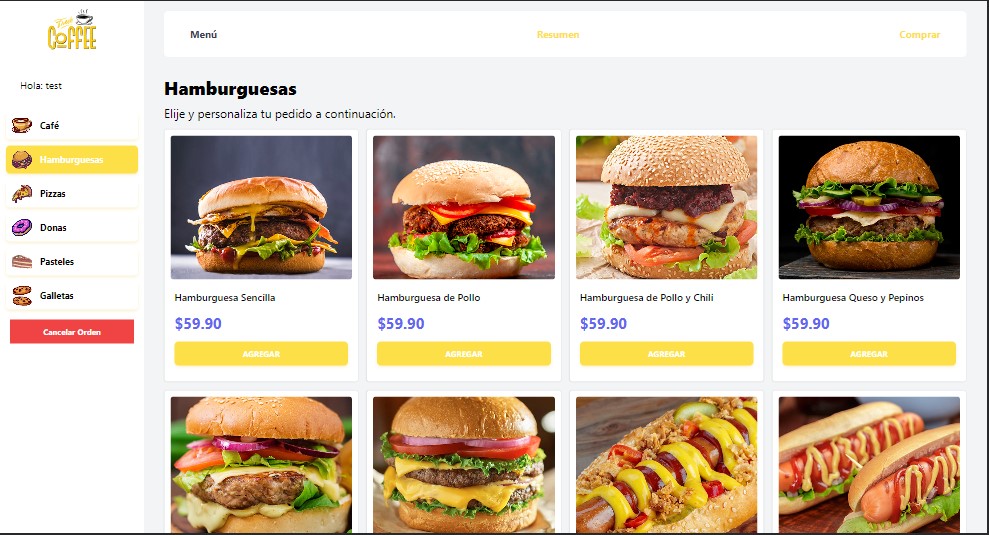 COFFEE
Hola: test
Café
Hamburguesas
Pizzas
Donas
Pasteles
Galletas
Cancelar Orden
Menú
Resumen
Comprar
Hamburguesas
Elije y personaliza tu pedido a continuación.
Hamburguesa Sencilla
$59.90
AGREGAR
Hamburguesa de Pollo
$59.90
AGREGAR
Hamburguesa de Pollo y Chili
$59.90
AGREGAR
Hamburguesa Queso y Pepinos
$59.90
AGREGAR